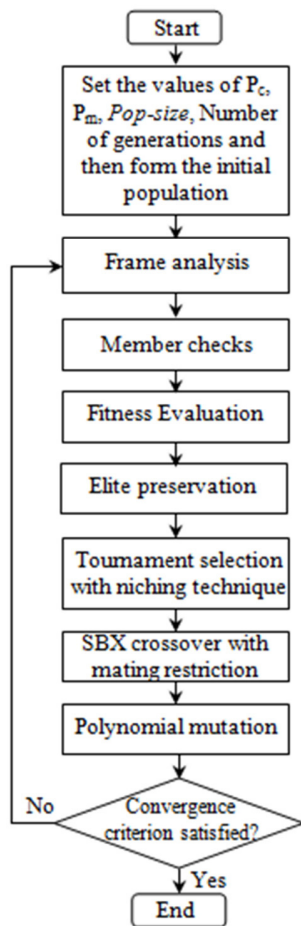 Start
Set the values of Pc,
Pm, Pop-size, Number
of generations and
then form the initial
population
Frame analysis
Member checks
Fitness Evaluation
Elite preservation
Tournament selection
with niching technique
SBX crossover with
mating restriction
Polynomial mutation
No
Convergence
criterion satisfied?
Yes
End